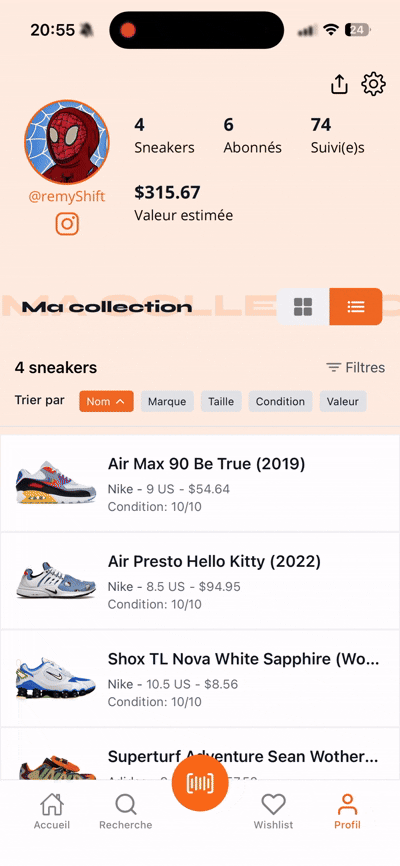 20:55
24
4
6
74
Sneakers
Abonnés
Suivi(e)s
@remyShift
$315.67
Valeur estimée
Ma collection
4 sneakers
Filtres
Trier par
Nom
Marque
Taille
Condition
Valeur
Air Max 90 Be True (2019)
Nike - 9 US - $54.64
Condition: 10/10
Air Presto Hello Kitty (2022)
Nike - 8.5 US - $94.95
Condition: 10/10
Shox TL Nova White Sapphire (Wo...
Nike - 10.5 US - $8.56
Condition: 10/10
Superturf Adventure Sean Wother...
Accueil
Recherche
Wishlist
Profil